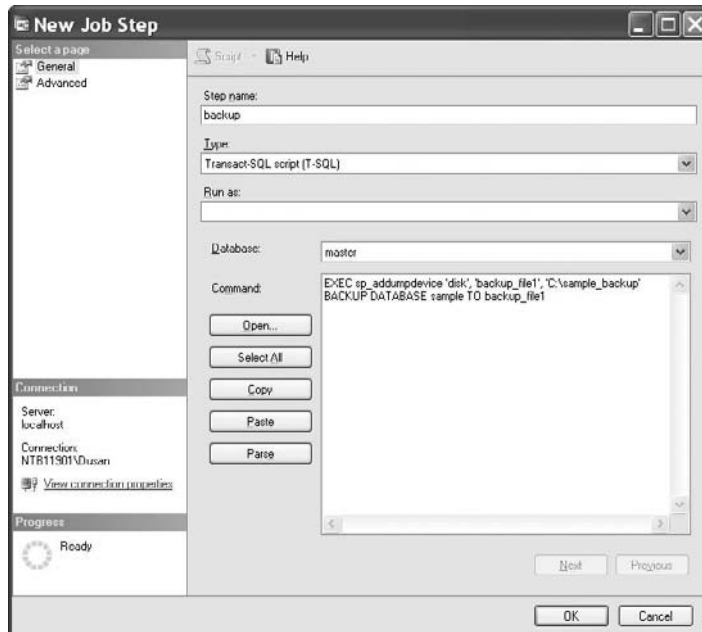 New Job Step
Select a page
General
Advanced
Script
Help
Step name:
backup
Type:
Transact-SQL script (T-SQL)
Run as:
Database:
master
Command:
EXEC sp_addumpdevice 'disk', 'backup_file1', 'C:\sample_backup'
BACKUP DATABASE sample TO backup_file1
Open...
Select All
Copy
Paste
Parse
Connection
Server:
localhost
Connection:
NTB11901\Dusan
View connection properties
Progress
Ready
Next
Previous
OK
Cancel